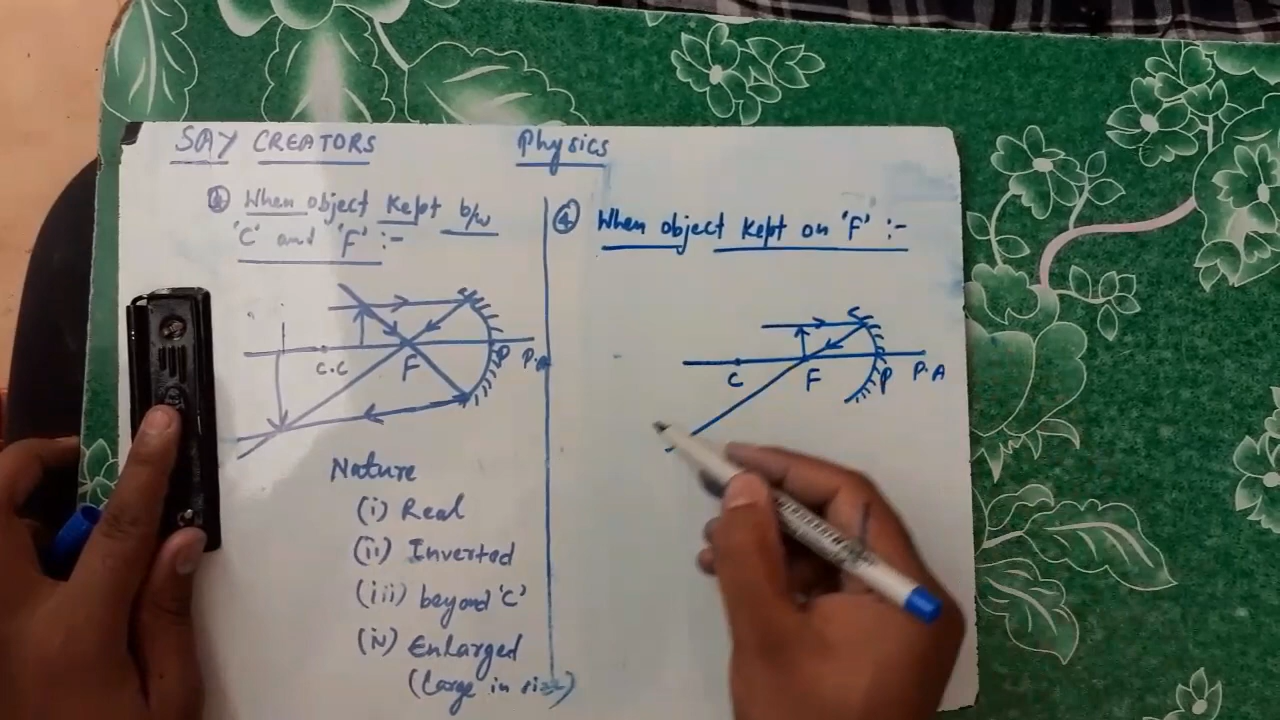 SAY CREATORS
Physics
④ When object Kept b/w
'C' and 'F' :-
C.C
F
P
P.A
Nature
(i) Real
(ii) Inverted
(iii) beyond 'C'
(iv) Enlarged
(Large in size)
④ When object Kept on 'F' :-
C
F
P
P.A